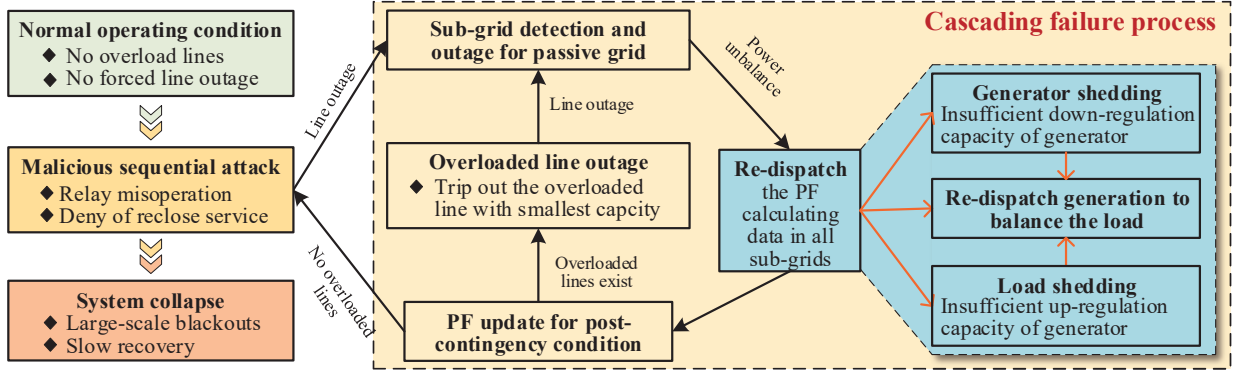 Normal operating condition
◆ No overload lines
◆ No forced line outage
Malicious sequential attack
◆ Relay misoperation
◆ Deny of reclose service
System collapse
◆ Large-scale blackouts
◆ Slow recovery
Line outage
No overloaded
lines
Cascading failure process
Sub-grid detection and
outage for passive grid
Line outage
Overloaded line outage
◆ Trip out the overloaded
line with smallest capcity
Overloaded
lines exist
PF update for post-
contingency condition
Power
unbalance
Re-dispatch
the PF
calculating
data in all
sub-grids
Generator shedding
Insufficient down-regulation
capacity of generator
Re-dispatch generation to
balance the load
Load shedding
Insufficient up-regulation
capacity of generator